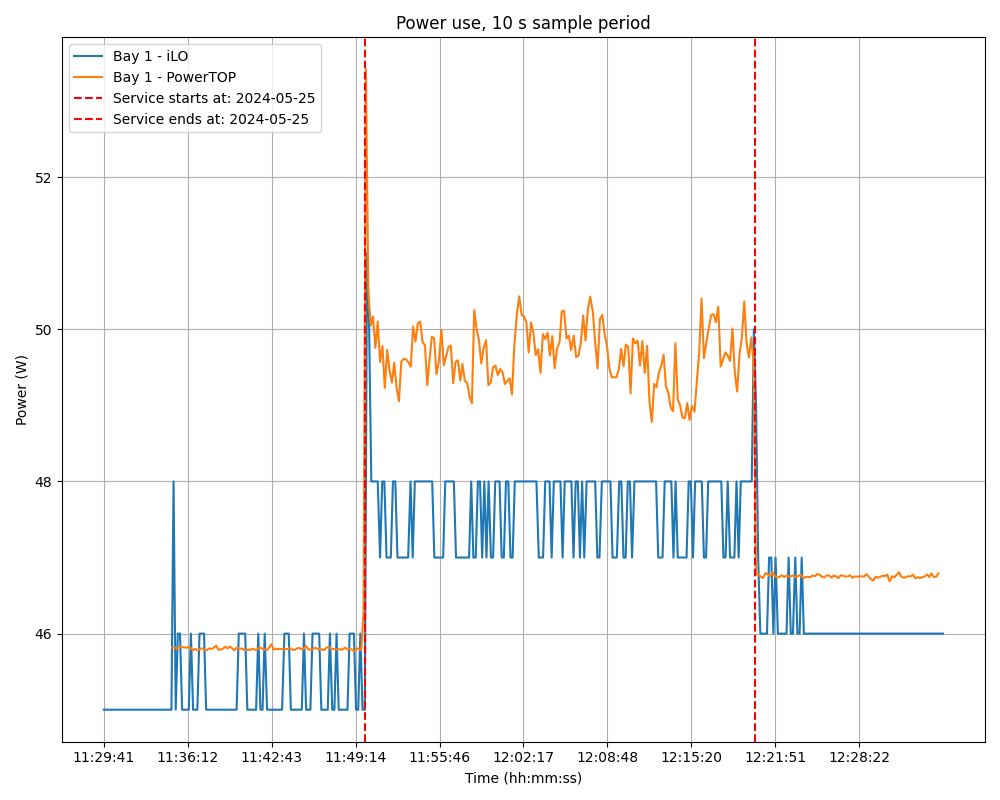 Power use, 10 s sample period
Bay 1 - iLO
Bay 1 - PowerTOP
Service starts at: 2024-05-25
Service ends at: 2024-05-25
Power (W)
52
50
48
46
11:29:41 11:36:12 11:42:43 11:49:14 11:55:46 12:02:17 12:08:48 12:15:20 12:21:51 12:28:22
Time (hh:mm:ss)